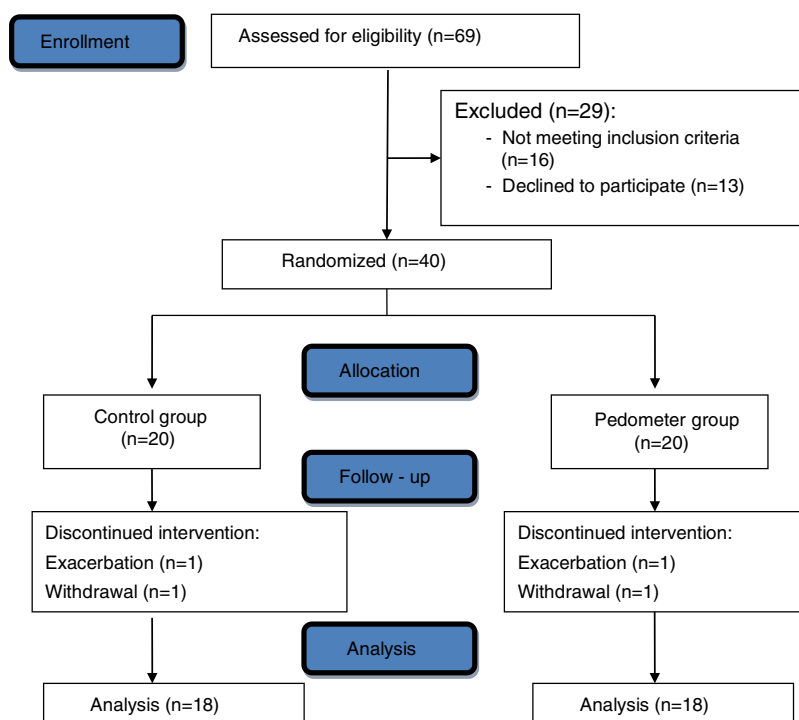 Enrollment
Assessed for eligibility (n=69)
Excluded (n=29):
- Not meeting inclusion criteria
(n=16)
- Declined to participate (n=13)
Randomized (n=40)
Allocation
Control group
(n=20)
Pedometer group
(n=20)
Follow - up
Discontinued intervention:
Exacerbation (n=1)
Withdrawal (n=1)
Discontinued intervention:
Exacerbation (n=1)
Withdrawal (n=1)
Analysis
Analysis (n=18)
Analysis (n=18)